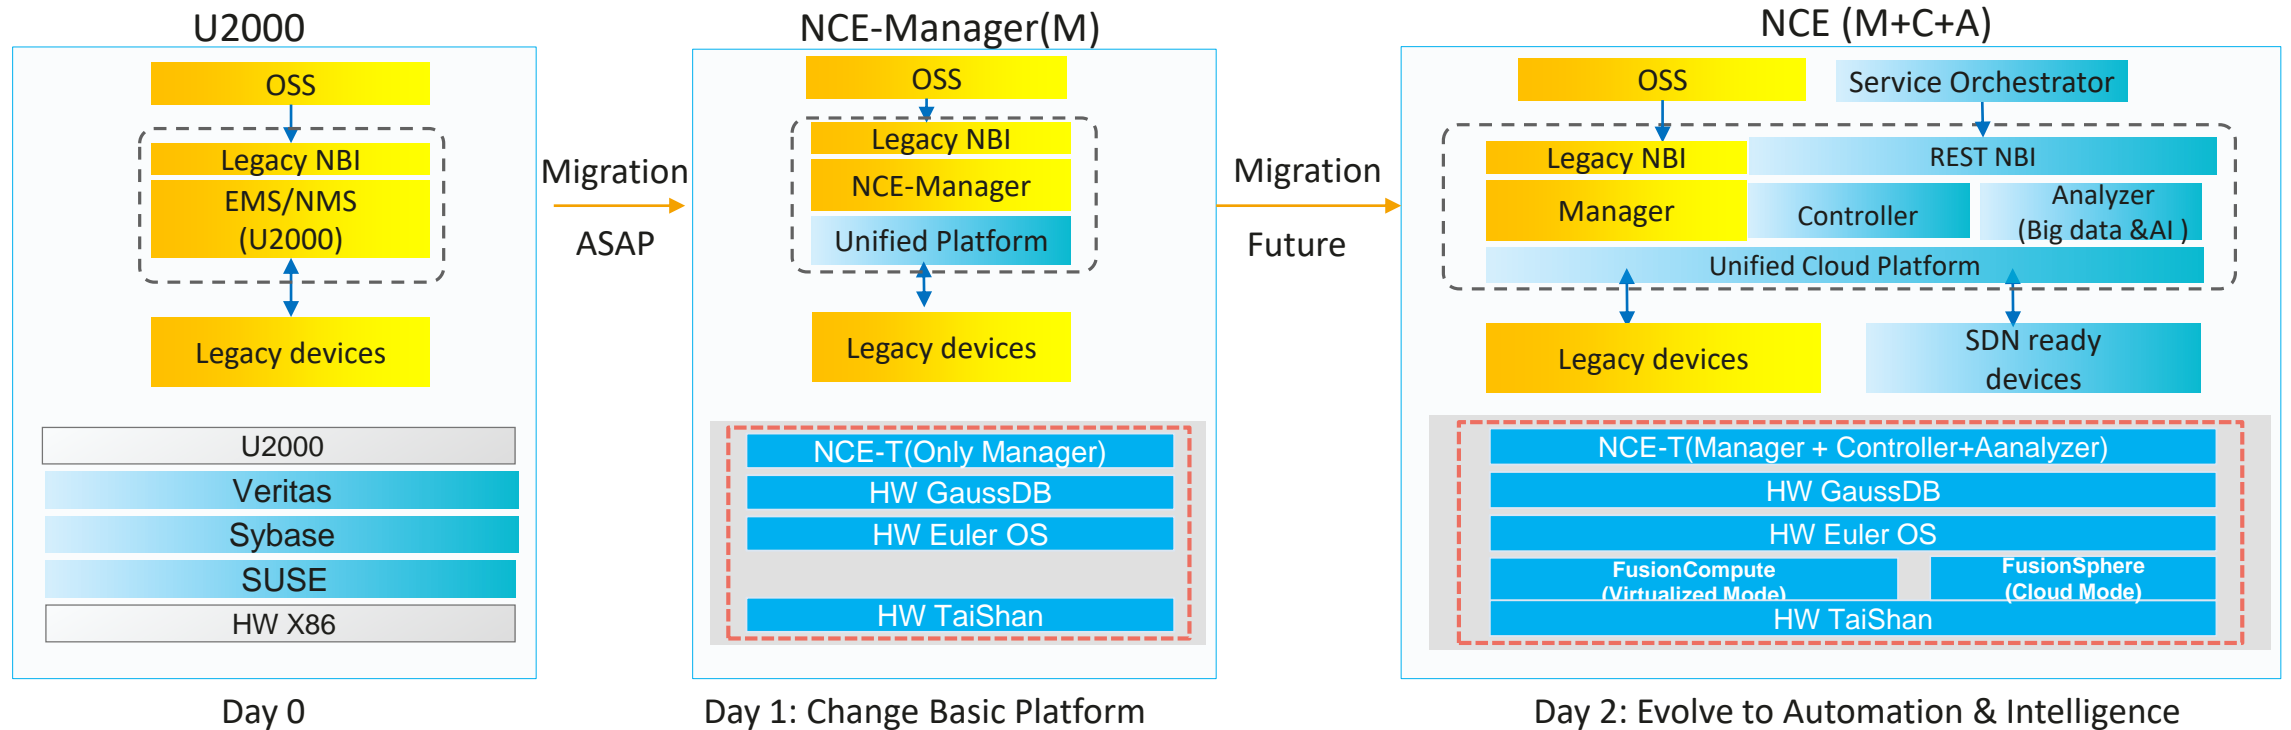 U2000
OSS
Legacy NBI
EMS/NMS
(U2000)
Legacy devices
U2000
Veritas
Sybase
SUSE
HW X86
Day 0
Migration
ASAP
NCE-Manager(M)
OSS
Legacy NBI
NCE-Manager
Unified Platform
Legacy devices
NCE-T(Only Manager)
HW GaussDB
HW Euler OS
HW TaiShan
Day 1: Change Basic Platform
Migration
Future
NCE (M+C+A)
OSS
Service Orchestrator
Legacy NBI
REST NBI
Manager
Controller
Analyzer
(Big data &AI )
Unified Cloud Platform
Legacy devices
SDN ready
devices
NCE-T(Manager + Controller+Aanalyzer)
HW GaussDB
HW Euler OS
FusionCompute
(Virtualized Mode)
FusionSphere
(Cloud Mode)
HW TaiShan
Day 2: Evolve to Automation & Intelligence